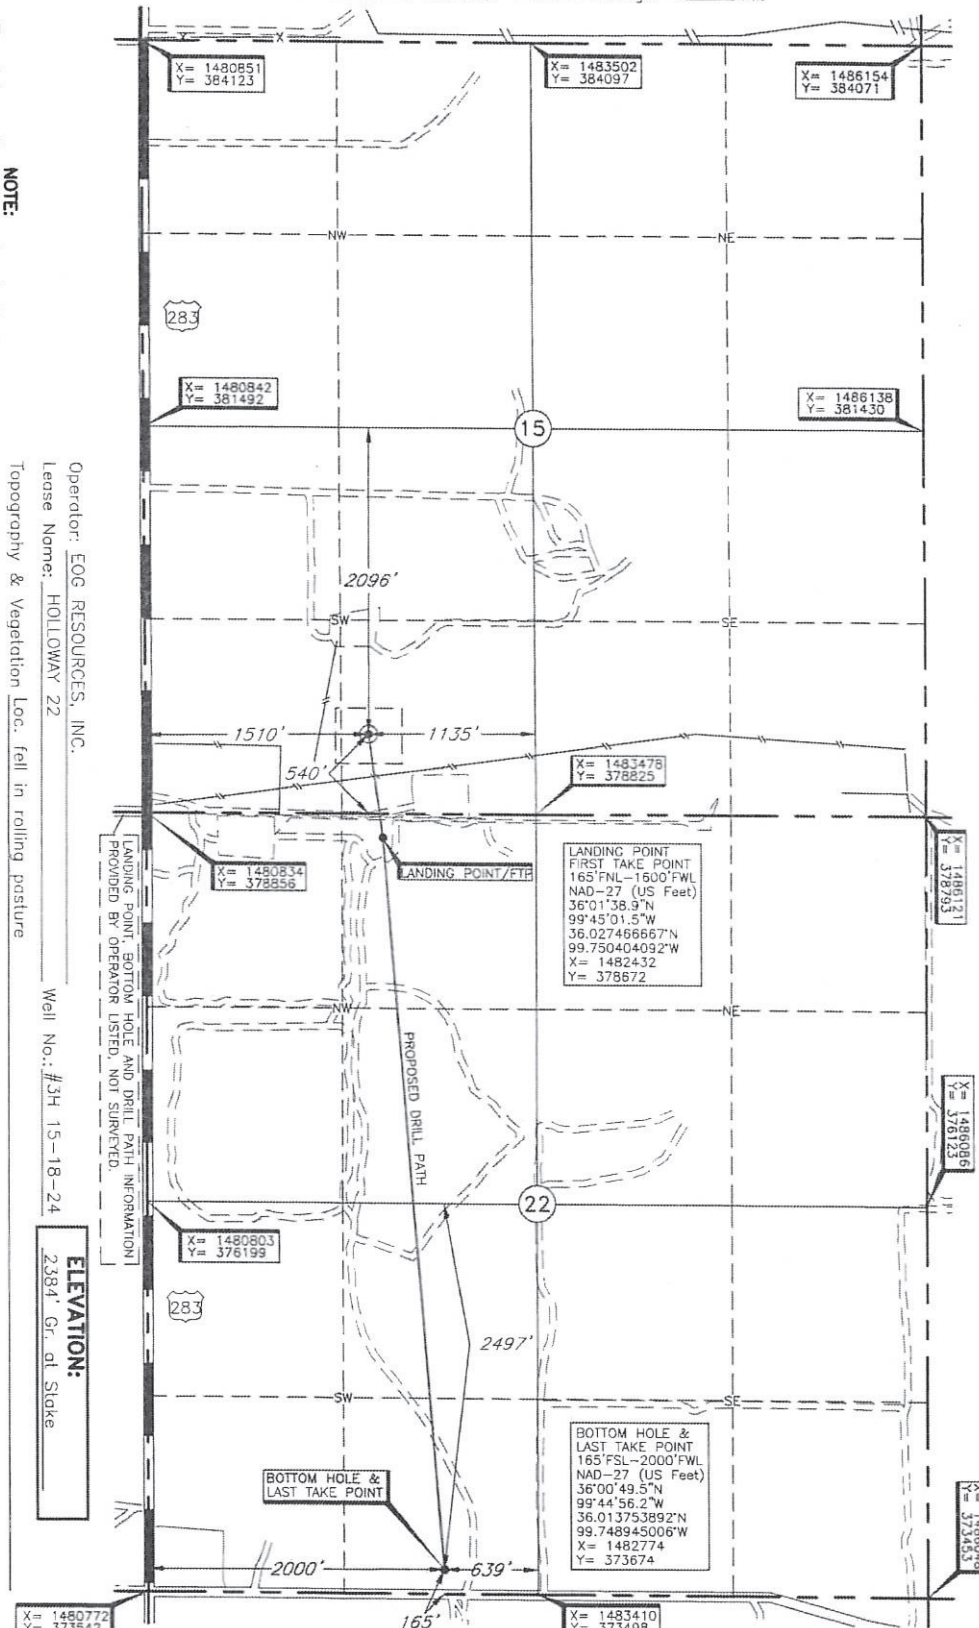 X= 1480851
Y= 384123
X= 1483502
Y= 384097
X= 1486154
Y= 384071
NW
NE
283
X= 1480842
Y= 381492
X= 1486138
Y= 381430
15
2096'
SW
SE
1510'
1135'
540'
X= 1483478
Y= 378825
X= 1480834
Y= 378856
LANDING POINT/FTP
LANDING POINT
FIRST TAKE POINT
165'FNL-1600'FWL
NAD-27 (US Feet)
36°01'38.9"N
99°45'01.5"W
36.027466667°N
99.750404092°W
X= 1482432
Y= 378672
X= 1486121
Y= 378793
NW
NE
PROPOSED DRILL PATH
X= 1486086
Y= 376123
22
X= 1480803
Y= 376199
283
2497'
SW
SE
BOTTOM HOLE &
LAST TAKE POINT
BOTTOM HOLE &
LAST TAKE POINT
165'FSL-2000'FWL
NAD-27 (US Feet)
36°00'49.5"N
99°44'56.2"W
36.013753892°N
99.748945006°W
X= 1482774
Y= 373674
Y= 373453
2000'
639'
165'
X= 1480772
X= 1483410
Y= 373498
LANDING POINT, BOTTOM HOLE AND DRILL PATH INFORMATION
PROVIDED BY OPERATOR LISTED, NOT SURVEYED.
NOTE:
Operator: EOG RESOURCES, INC.
Lease Name: HOLLOWAY 22 Well No.: #3H 15-18-24
Topography & Vegetation Loc. fell in rolling pasture
ELEVATION:
2384' Gr. at Stake